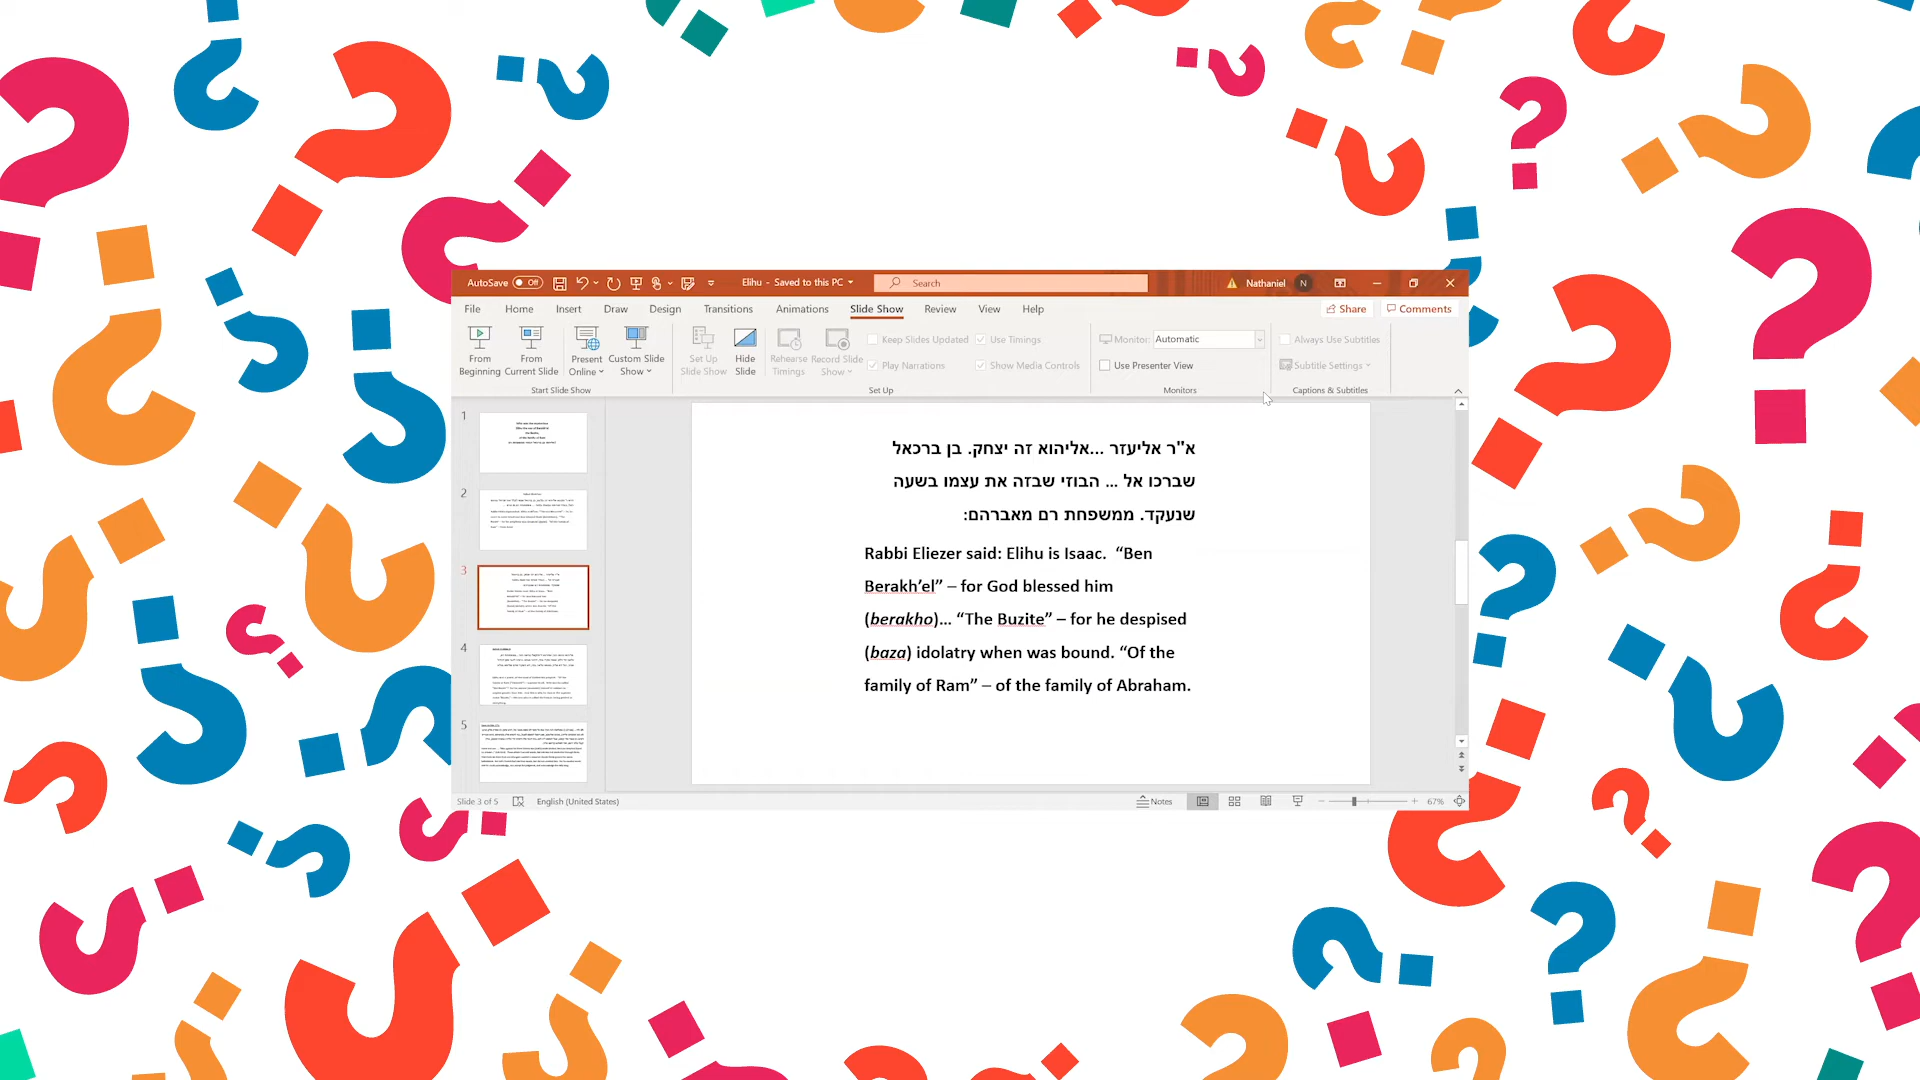 AutoSave Off Elihu - Saved to this PC Search Nathaniel N
File Home Insert Draw Design Transitions Animations Slide Show Review View Help Share Comments
From Beginning
From Current Slide
Present Online
Custom Slide Show
Start Slide Show
Set Up Slide Show
Hide Slide
Rehearse Timings
Record Slide Show
Keep Slides Updated
Use Timings
Play Narrations
Show Media Controls
Set Up
Monitor: Automatic
Use Presenter View
Monitors
Always Use Subtitles
Subtitle Settings
Captions & Subtitles
1
2
3
4
5
א"ר אליעזר ...אליהוא זה יצחק. בן ברכאל
שברכו אל ... הבוזי שבזה את עצמו בשעה
שנעקד. ממשפחת רם מאברהם:
Rabbi Eliezer said: Elihu is Isaac. “Ben
Berakh’el” – for God blessed him
(berakho)... “The Buzite” – for he despised
(baza) idolatry when was bound. “Of the
family of Ram” – of the family of Abraham.
Slide 3 of 5 English (United States) Notes 67%